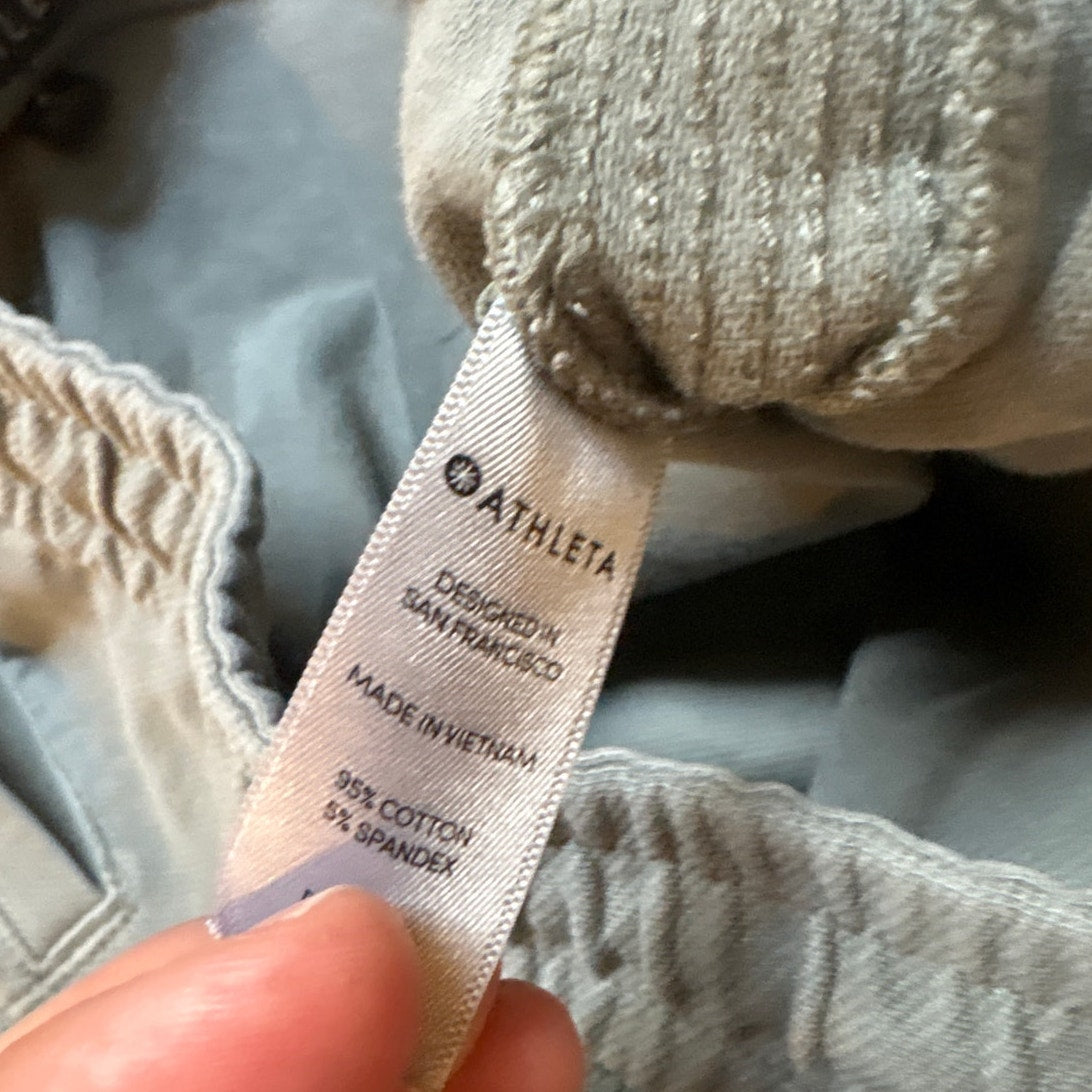 ATHLETA
DESIGNED IN
SAN FRANCISCO
MADE IN VIETNAM
95% COTTON
5% SPANDEX